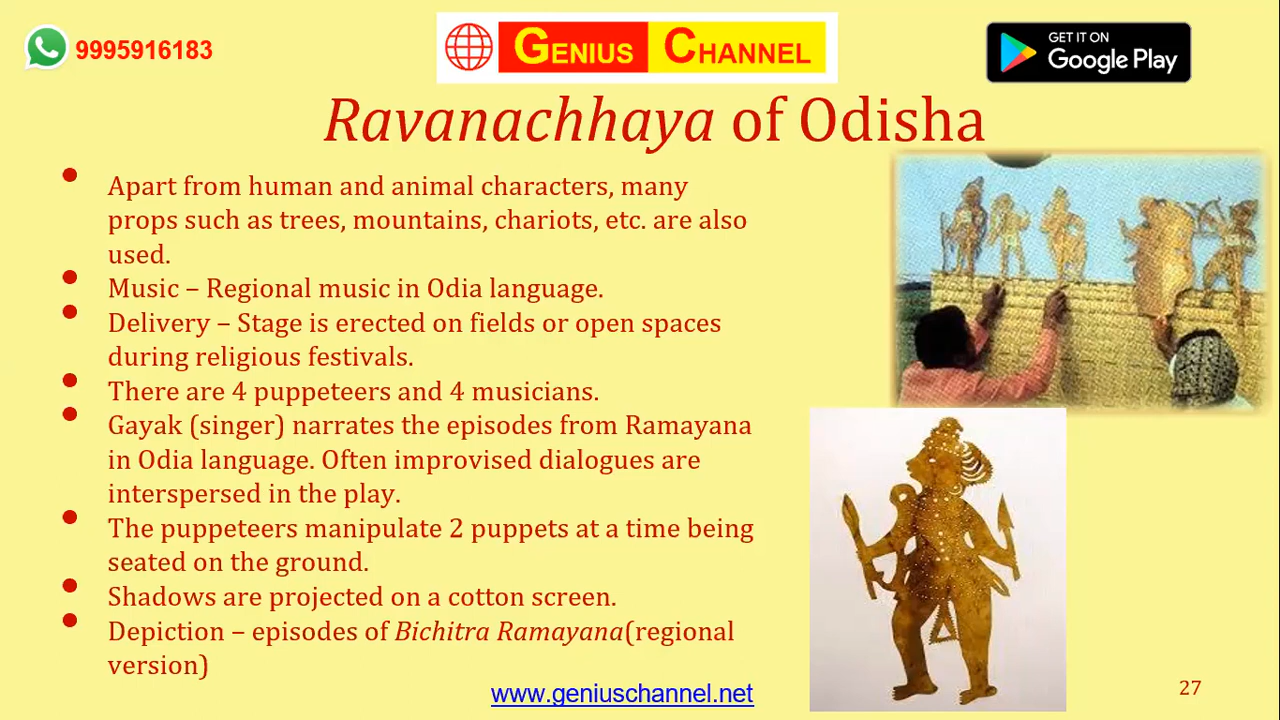 9995916183
GENIUS CHANNEL
GET IT ON
Google Play
Ravanachhaya of Odisha
• Apart from human and animal characters, many
props such as trees, mountains, chariots, etc. are also
used.
• Music – Regional music in Odia language.
• Delivery – Stage is erected on fields or open spaces
during religious festivals.
• There are 4 puppeteers and 4 musicians.
• Gayak (singer) narrates the episodes from Ramayana
in Odia language. Often improvised dialogues are
interspersed in the play.
• The puppeteers manipulate 2 puppets at a time being
seated on the ground.
• Shadows are projected on a cotton screen.
• Depiction – episodes of Bichitra Ramayana(regional
version)
www.geniuschannel.net
27